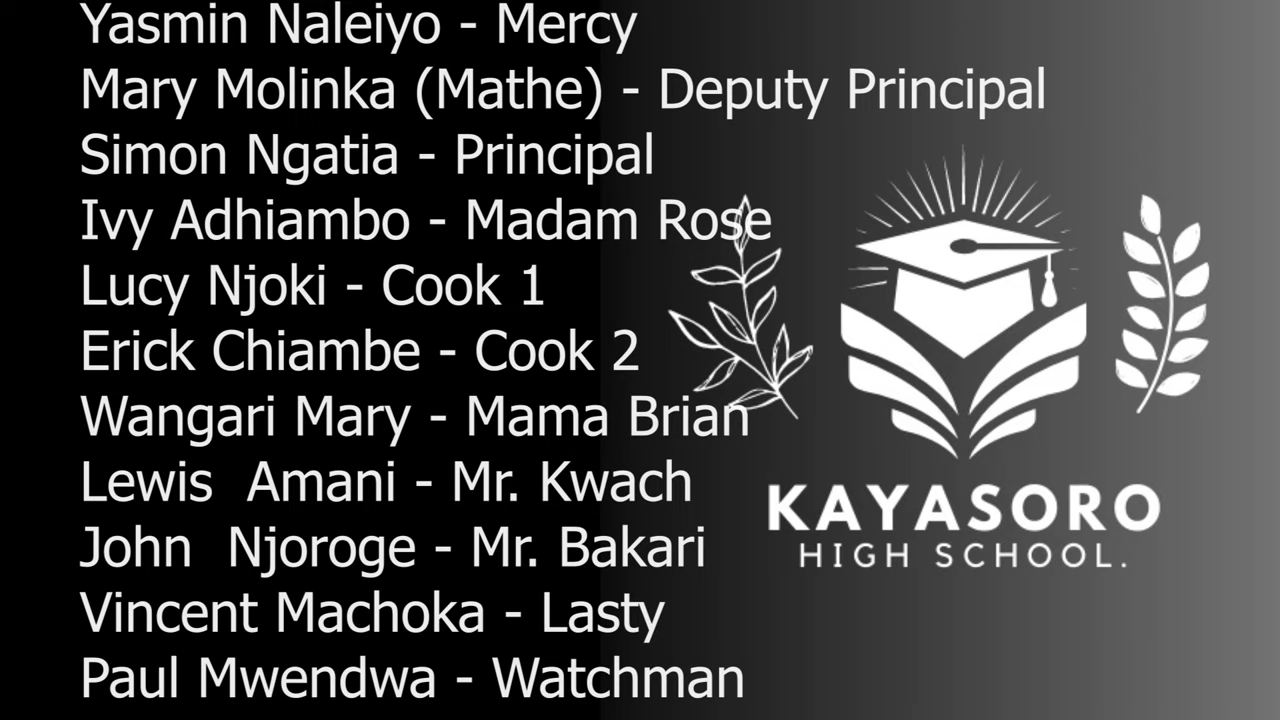 Yasmin Naleiyo - Mercy
Mary Molinka (Mathe) - Deputy Principal
Simon Ngatia - Principal
Ivy Adhiambo - Madam Rose
Lucy Njoki - Cook 1
Erick Chiambe - Cook 2
Wangari Mary - Mama Brian
Lewis  Amani - Mr. Kwach
John  Njoroge - Mr. Bakari
Vincent Machoka - Lasty
Paul Mwendwa - Watchman
KAYASORO
HIGH SCHOOL.